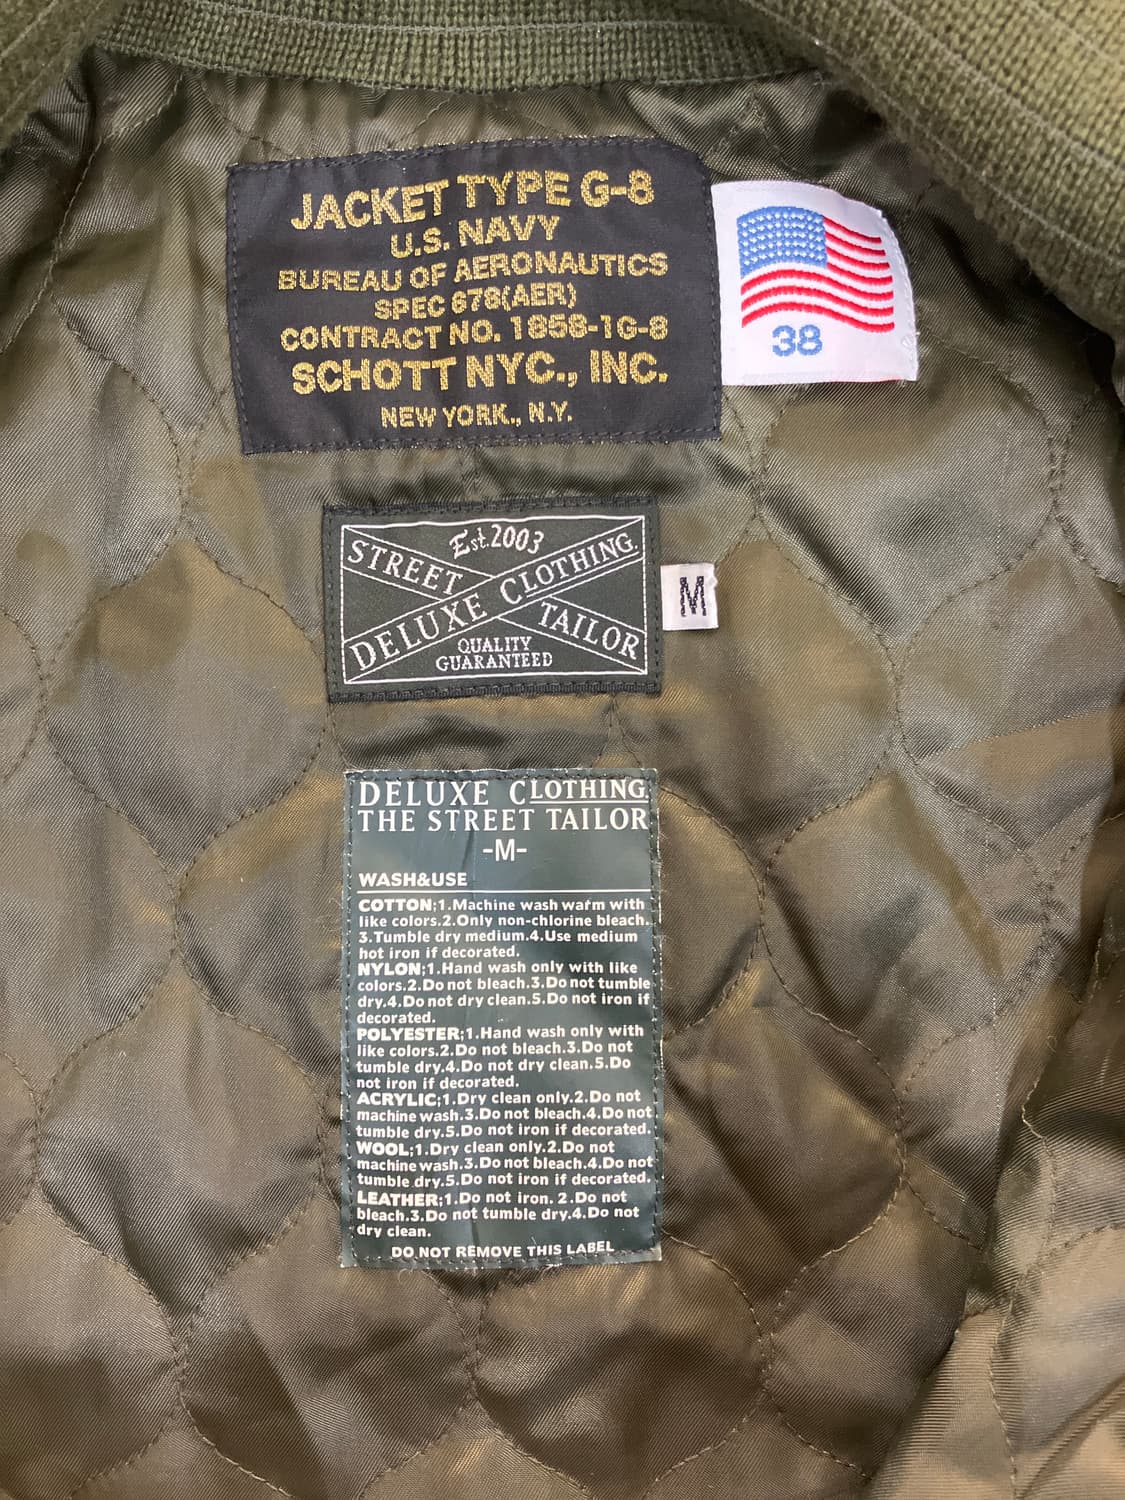 JACKET TYPE G-8
U.S. NAVY
BUREAU OF AERONAUTICS
SPEC 678(AER)
CONTRACT NO. 1858-1G-8
SCHOTT NYC., INC.
NEW YORK., N.Y.
38
Est.2003
STREET TAILOR
DELUXE CLOTHING
QUALITY
GUARANTEED
M
DELUXE CLOTHING
THE STREET TAILOR
-M-
WASH&USE
COTTON;1.Machine wash warm with
like colors.2.Only non-chlorine bleach.
3.Tumble dry medium.4.Use medium
hot iron if decorated.
NYLON;1.Hand wash only with like
colors.2.Do not bleach.3.Do not tumble
dry.4.Do not dry clean.5.Do not iron if
decorated.
POLYESTER;1.Hand wash only with
like colors.2.Do not bleach.3.Do not
tumble dry.4.Do not dry clean.5.Do
not iron if decorated.
ACRYLIC;1.Dry clean only.2.Do not
machine wash.3.Do not bleach.4.Do not
tumble dry.5.Do not iron if decorated.
WOOL;1.Dry clean only.2.Do not
machine wash.3.Do not bleach.4.Do not
tumble dry.5.Do not iron if decorated.
LEATHER;1.Do not iron. 2.Do not
bleach.3.Do not tumble dry.4.Do not
dry clean.
DO NOT REMOVE THIS LABEL